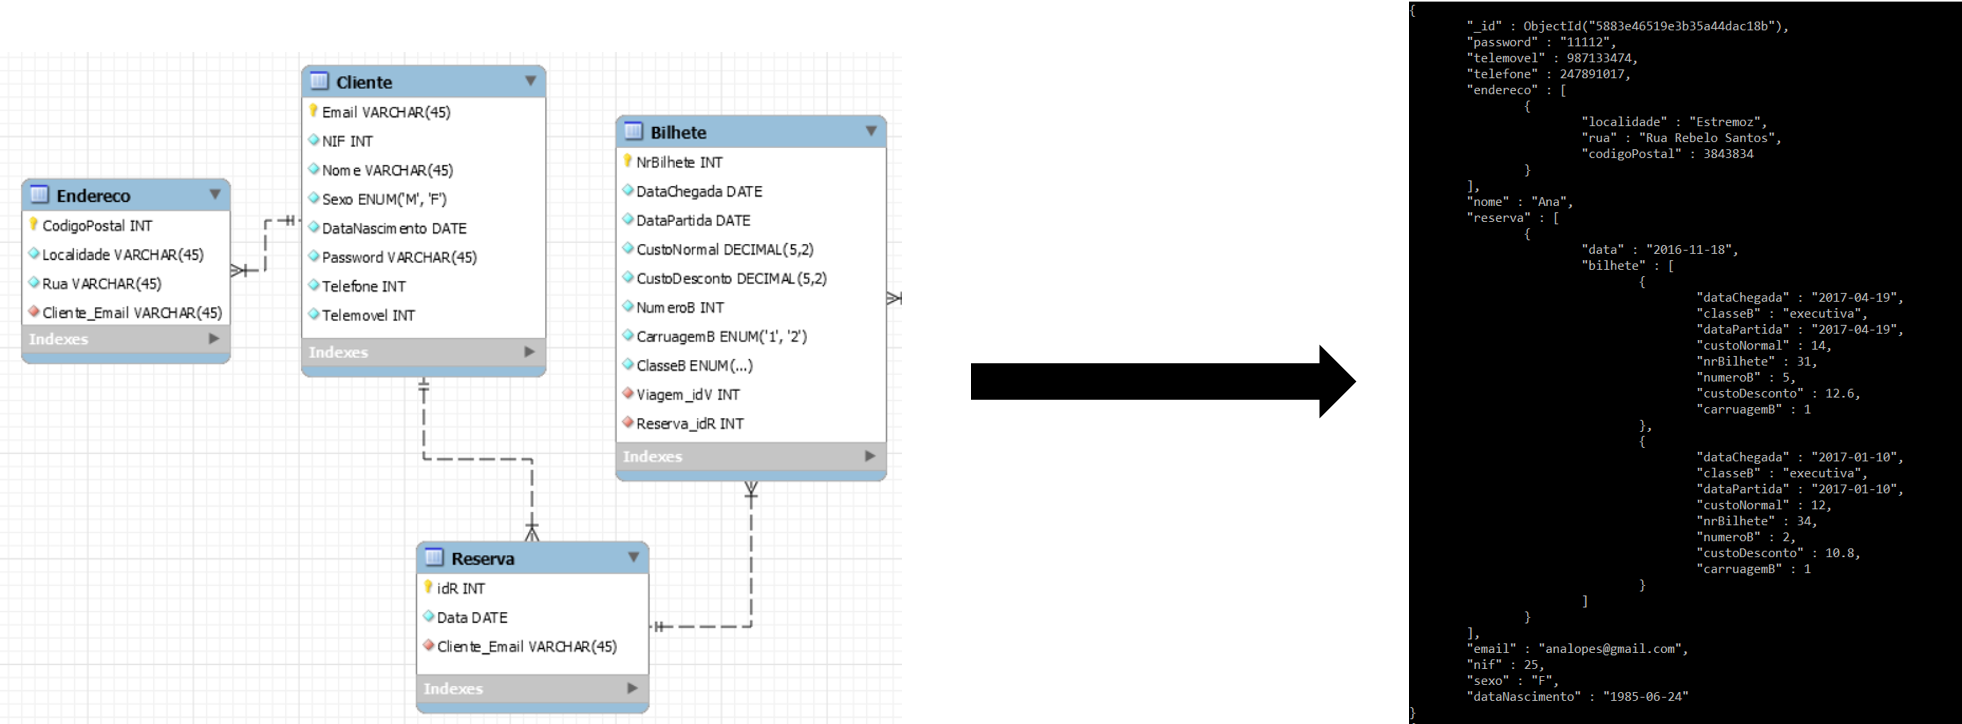 Endereco
CodigoPostal INT
Localidade VARCHAR(45)
Rua VARCHAR(45)
Cliente_Email VARCHAR(45)
Indexes
Cliente
Email VARCHAR(45)
NIF INT
Nome VARCHAR(45)
Sexo ENUM('M', 'F')
DataNascimento DATE
Password VARCHAR(45)
Telefone INT
Telemovel INT
Indexes
Bilhete
NrBilhete INT
DataChegada DATE
DataPartida DATE
CustoNormal DECIMAL(5,2)
CustoDesconto DECIMAL(5,2)
NumeroB INT
CarruagemB ENUM('1', '2')
ClasseB ENUM(...)
Viagem_idV INT
Reserva_idR INT
Indexes
Reserva
idR INT
Data DATE
Cliente_Email VARCHAR(45)
Indexes
{
"_id" : ObjectId("5883e46519e3b35a44dac18b"),
"password" : "11112",
"telemovel" : 987133474,
"telefone" : 247891017,
"endereco" : [
{
"localidade" : "Estremoz",
"rua" : "Rua Rebelo Santos",
"codigoPostal" : 3843834
}
],
"nome" : "Ana",
"reserva" : [
{
"data" : "2016-11-18",
"bilhete" : [
{
"dataChegada" : "2017-04-19",
"classeB" : "executiva",
"dataPartida" : "2017-04-19",
"custoNormal" : 14,
"nrBilhete" : 31,
"numeroB" : 5,
"custoDesconto" : 12.6,
"carruagemB" : 1
},
{
"dataChegada" : "2017-01-10",
"classeB" : "executiva",
"dataPartida" : "2017-01-10",
"custoNormal" : 12,
"nrBilhete" : 34,
"numeroB" : 2,
"custoDesconto" : 10.8,
"carruagemB" : 1
}
]
}
],
"email" : "analopes@gmail.com",
"nif" : 25,
"sexo" : "F",
"dataNascimento" : "1985-06-24"
}